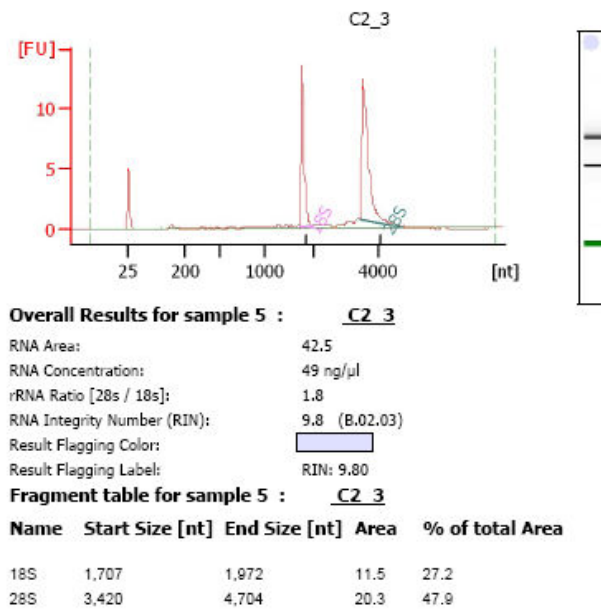 C2_3
[FU]
10
5
0
18S
28S
25 200 1000 4000 [nt]
Overall Results for sample 5 : C2 3
RNA Area: 42.5
RNA Concentration: 49 ng/µl
rRNA Ratio [28s / 18s]: 1.8
RNA Integrity Number (RIN): 9.8 (B.02.03)
Result Flagging Color:
Result Flagging Label: RIN: 9.80
Fragment table for sample 5 : C2 3
Name Start Size [nt] End Size [nt] Area % of total Area
18S 1,707 1,972 11.5 27.2
28S 3,420 4,704 20.3 47.9